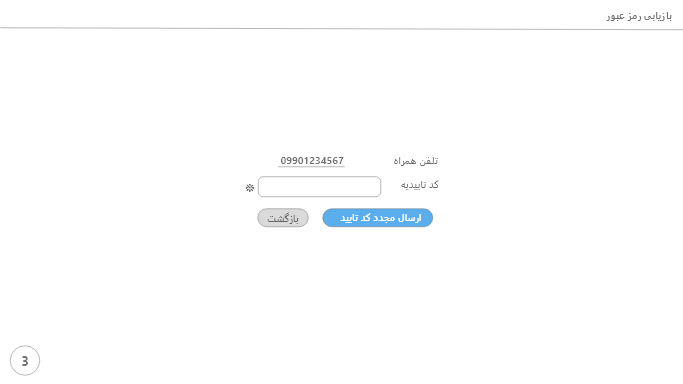 بازیابی رمز عبور
تلفن همراه 09901234567
کد تاییدیه
ارسال مجدد کد تایید بازگشت
3